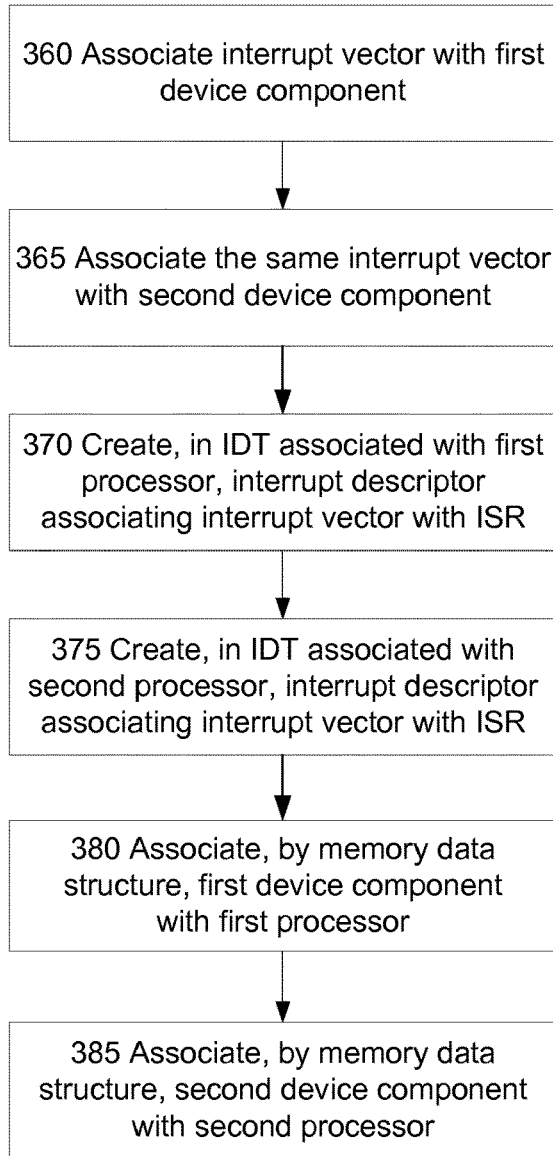 360 Associate interrupt vector with first
device component
365 Associate the same interrupt vector
with second device component
370 Create, in IDT associated with first
processor, interrupt descriptor
associating interrupt vector with ISR
375 Create, in IDT associated with
second processor, interrupt descriptor
associating interrupt vector with ISR
380 Associate, by memory data
structure, first device component
with first processor
385 Associate, by memory data
structure, second device component
with second processor